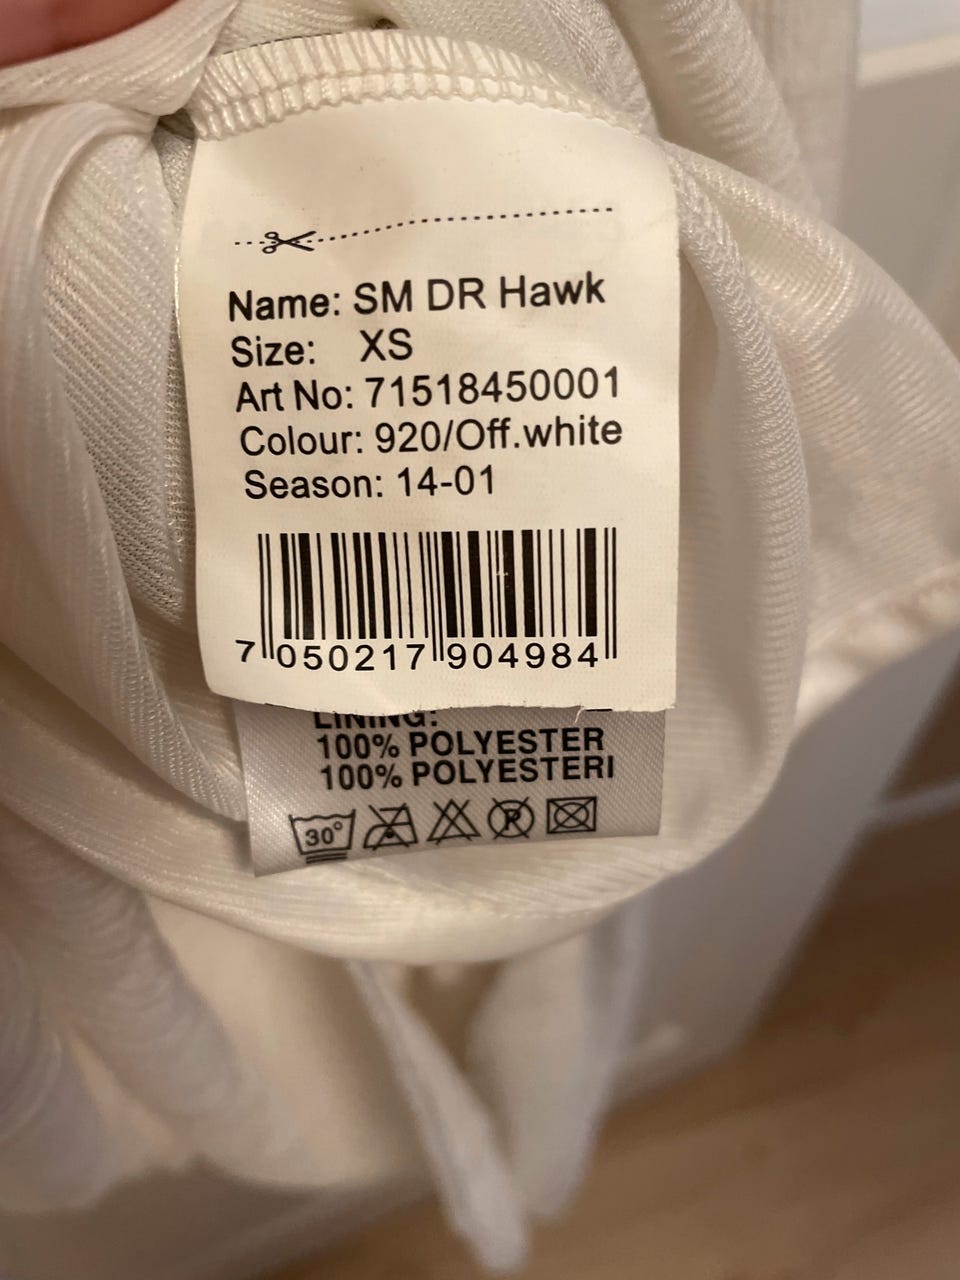 Name: SM DR Hawk
Size: XS
Art No: 71518450001
Colour: 920/Off.white
Season: 14-01
7 050217 904984
LINING:
100% POLYESTER
100% POLYESTERI
30° P